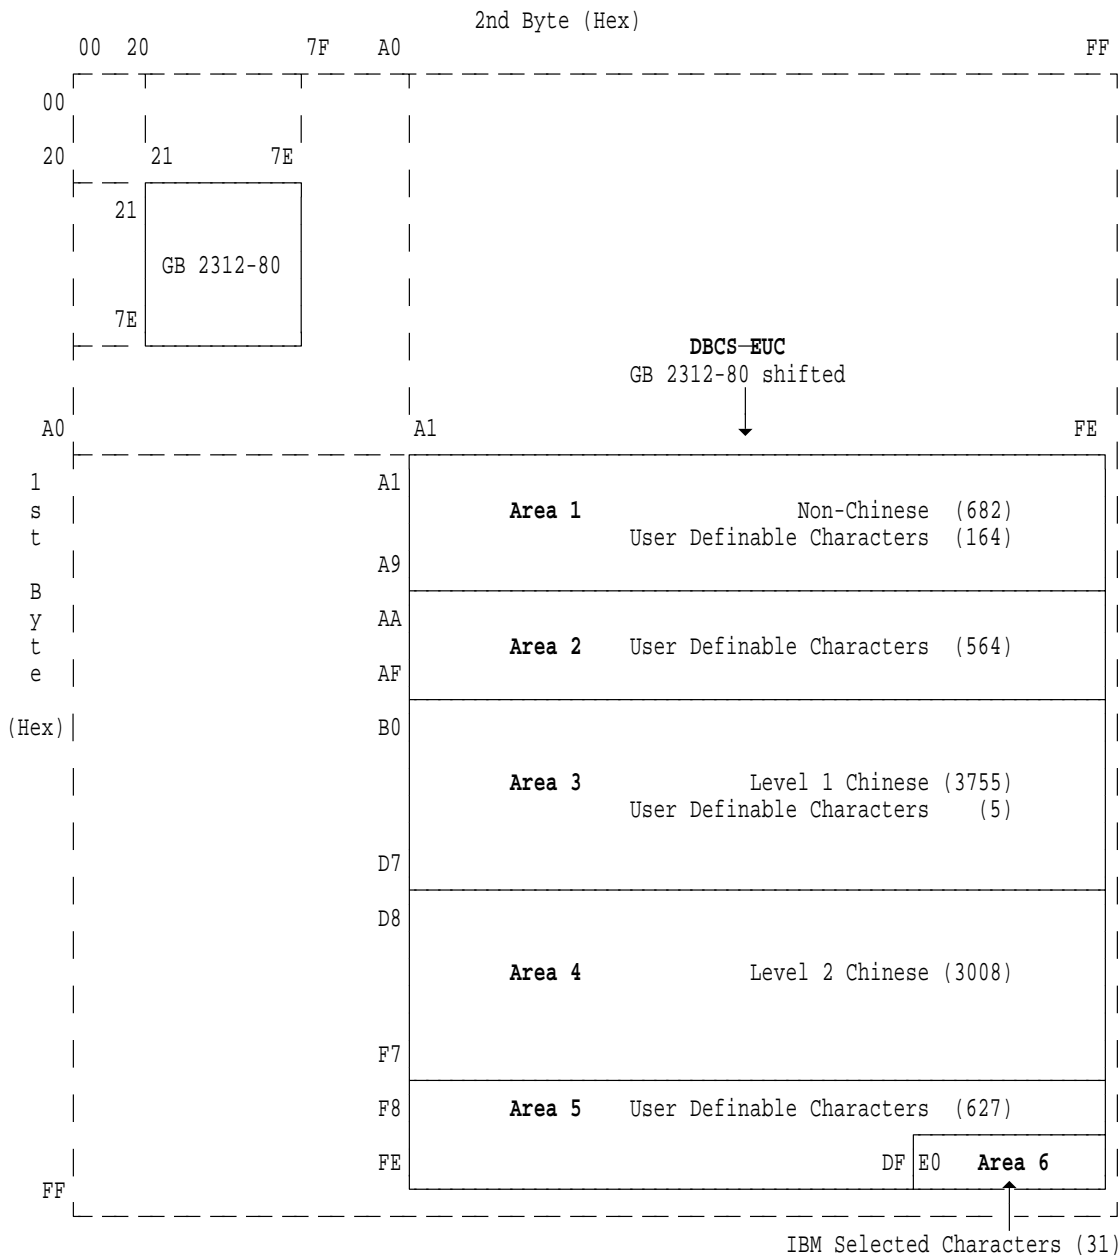 2nd Byte (Hex)
00 20 7F A0 FF
00
20 21 7E
21
GB 2312-80
7E
DBCS-EUC
GB 2312-80 shifted
A0 A1 FE
1st Byte (Hex)
A1
Area 1 Non-Chinese (682)
User Definable Characters (164)
A9
AA
Area 2 User Definable Characters (564)
AF
B0
Area 3 Level 1 Chinese (3755)
User Definable Characters (5)
D7
D8
Area 4 Level 2 Chinese (3008)
F7
F8 Area 5 User Definable Characters (627)
FE DF E0 Area 6
FF
IBM Selected Characters (31)